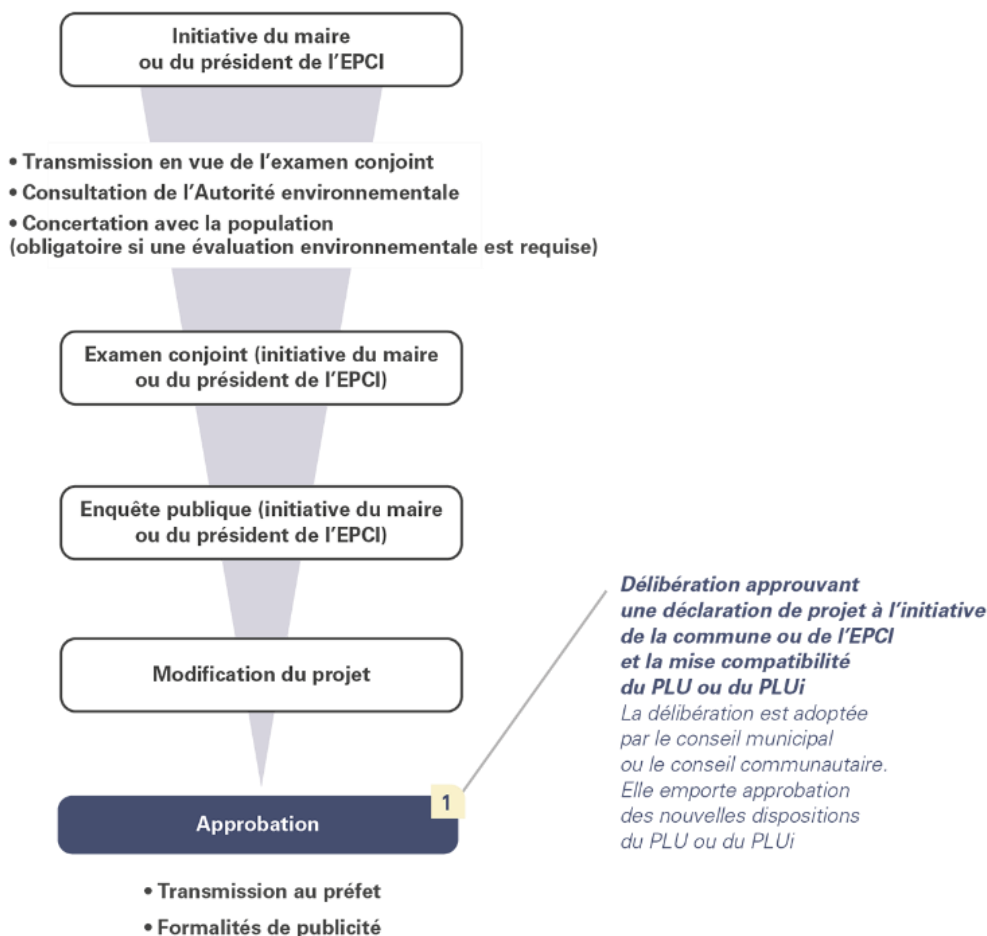 Initiative du maire
ou du président de l'EPCI
• Transmission en vue de l'examen conjoint
• Consultation de l'Autorité environnementale
• Concertation avec la population
(obligatoire si une évaluation environnementale est requise)
Examen conjoint (initiative du maire
ou du président de l'EPCI)
Enquête publique (initiative du maire
ou du président de l'EPCI)
Modification du projet
Approbation
1
Délibération approuvant
une déclaration de projet à l'initiative
de la commune ou de l'EPCI
et la mise compatibilité
du PLU ou du PLUi
La délibération est adoptée
par le conseil municipal
ou le conseil communautaire.
Elle emporte approbation
des nouvelles dispositions
du PLU ou du PLUi
• Transmission au préfet
• Formalités de publicité